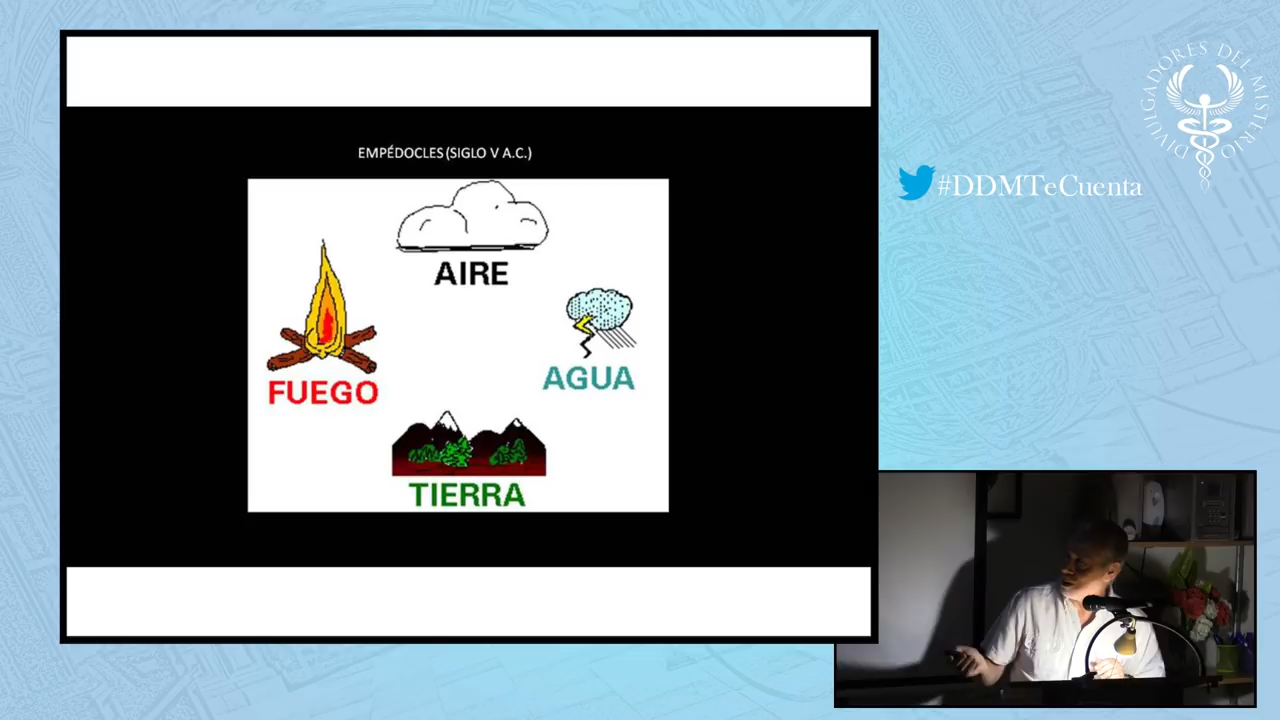 EMPÉDOCLES (SIGLO V A.C.)
AIRE
FUEGO
AGUA
TIERRA
DIVULGADORES DEL MISTERIO
#DDMTeCuenta